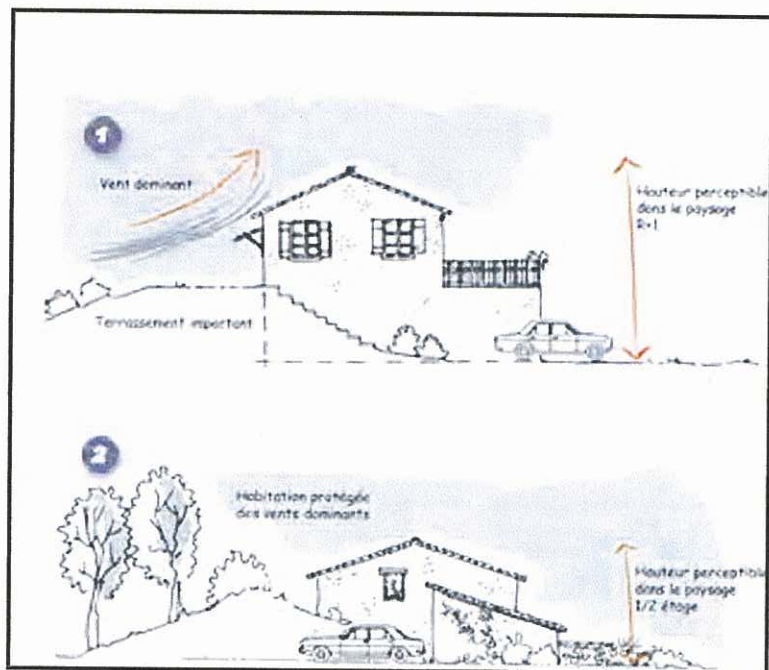 1
Vent dominant
Hauteur perceptible
dans le paysage
R+1
Terrassement important
2
Habitation protégée
des vents dominants
Hauteur perceptible
dans le paysage
1/2 étage